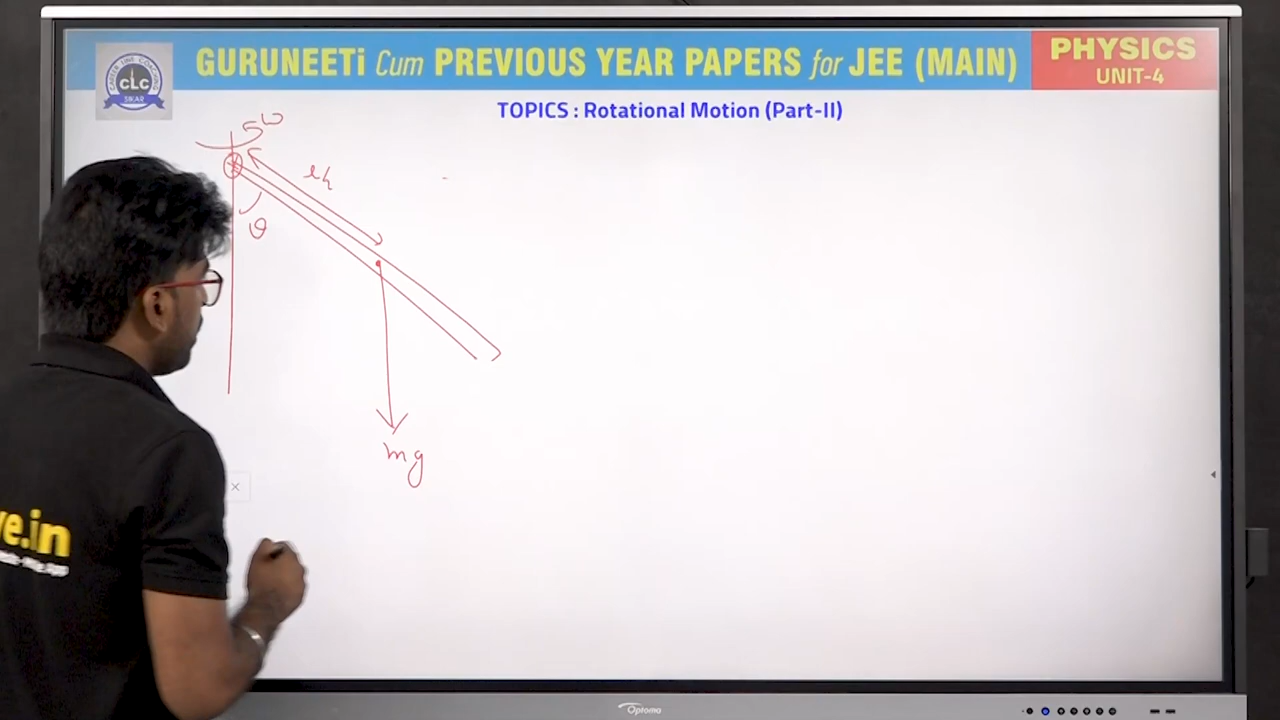 GURUNEETi Cum PREVIOUS YEAR PAPERS for JEE (MAIN)
PHYSICS
UNIT-4
CLC
SIKAR
TOPICS : Rotational Motion (Part-II)
ω
θ
mg
ve.in
Optoma